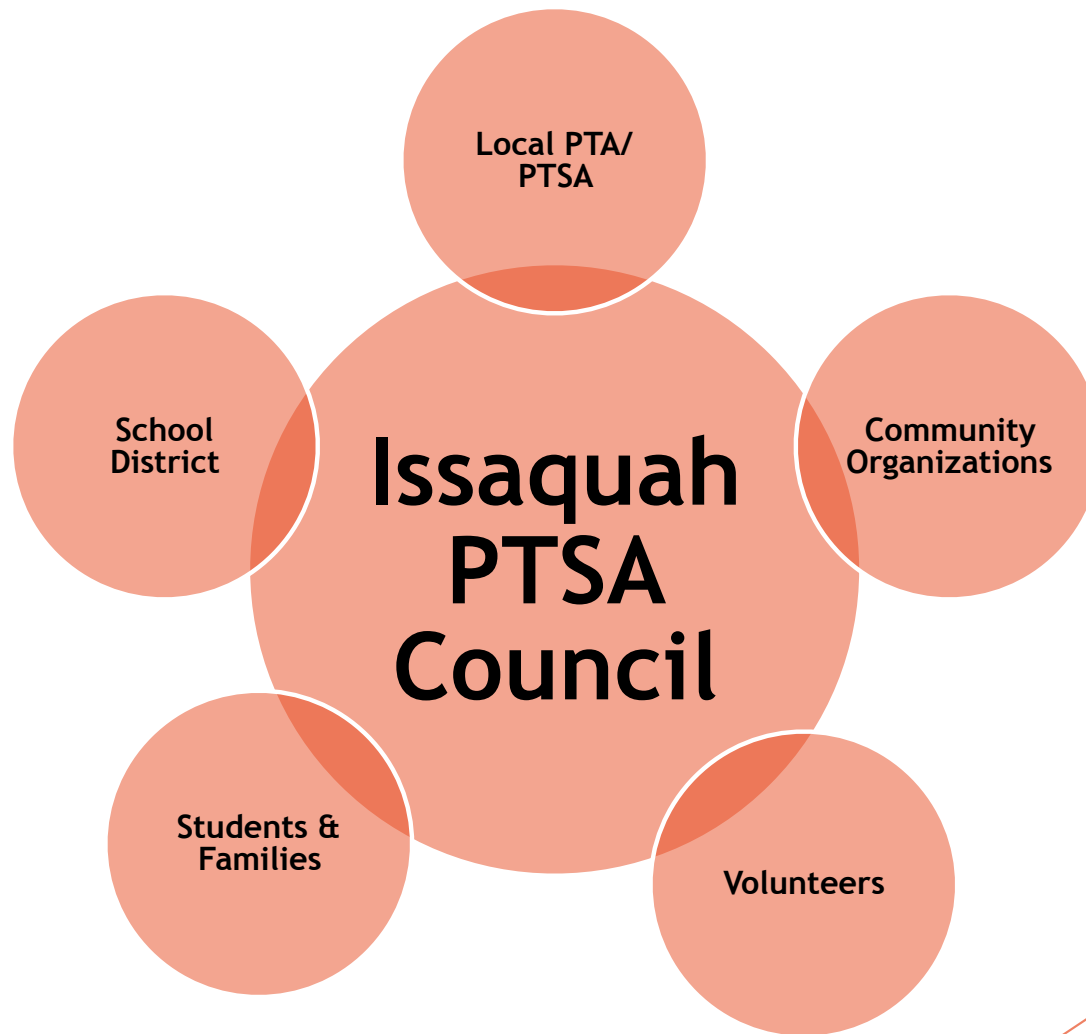 Local PTA/
PTSA
School
District
Community
Organizations
Issaquah
PTSA
Council
Students &
Families
Volunteers